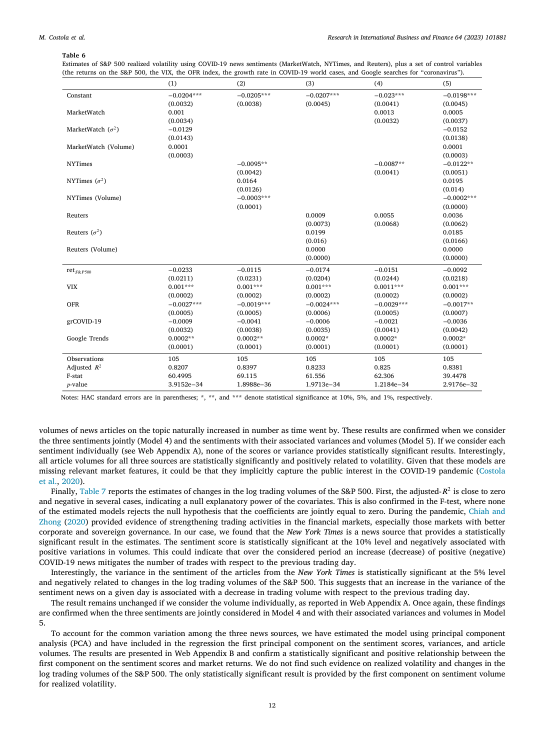 M. Costola et al.
Research in International Business and Finance 64 (2023) 101881
Table 6
Estimates of S&P 500 realized volatility using COVID-19 news sentiments (MarketWatch, NYTimes, and Reuters), plus a set of control variables
(the returns on the S&P 500, the VIX, the OFR index, the growth rate in COVID-19 world cases, and Google searches for "coronavirus").
(1) (2) (3) (4) (5)
Constant −0.0204*** −0.0205*** −0.0207*** −0.023*** −0.0198***
(0.0032) (0.0038) (0.0045) (0.0041) (0.0045)
MarketWatch 0.001 0.0013 0.0005
(0.0034) (0.0032) (0.0037)
MarketWatch (σ²) −0.0129 −0.0152
(0.0143) (0.0138)
MarketWatch (Volume) 0.0001 0.0001
(0.0003) (0.0003)
NYTimes −0.0095** −0.0087** −0.0122**
(0.0042) (0.0041) (0.0051)
NYTimes (σ²) 0.0164 0.0195
(0.0126) (0.014)
NYTimes (Volume) −0.0003*** −0.0002***
(0.0001) (0.0000)
Reuters 0.0009 0.0055 0.0036
(0.0073) (0.0068) (0.0062)
Reuters (σ²) 0.0199 0.0185
(0.016) (0.0166)
Reuters (Volume) 0.0000 0.0000
(0.0000) (0.0000)
ret S&P500 −0.0233 −0.0115 −0.0174 −0.0151 −0.0092
(0.0211) (0.0231) (0.0204) (0.0244) (0.0218)
VIX 0.001*** 0.001*** 0.001*** 0.0011*** 0.001***
(0.0002) (0.0002) (0.0002) (0.0002) (0.0002)
OFR −0.0027*** −0.0019*** −0.0024*** −0.0029*** −0.0017**
(0.0005) (0.0005) (0.0006) (0.0005) (0.0007)
grCOVID-19 −0.0009 −0.0041 −0.0006 −0.0021 −0.0036
(0.0032) (0.0038) (0.0035) (0.0041) (0.0042)
Google Trends 0.0002** 0.0002** 0.0002* 0.0002* 0.0002*
(0.0001) (0.0001) (0.0001) (0.0001) (0.0001)
Observations 105 105 105 105 105
Adjusted R² 0.8207 0.8397 0.8233 0.825 0.8381
F-stat 60.4995 69.115 61.556 62.306 39.4478
p-value 3.9152e−34 1.8988e−36 1.9713e−34 1.2184e−34 2.9176e−32
Notes: HAC standard errors are in parentheses; *, **, and *** denote statistical significance at 10%, 5%, and 1%, respectively.
volumes of news articles on the topic naturally increased in number as time went by. These results are confirmed when we consider
the three sentiments jointly (Model 4) and the sentiments with their associated variances and volumes (Model 5). If we consider each
sentiment individually (see Web Appendix A), none of the scores or variance provides statistically significant results. Interestingly,
all article volumes for all three sources are statistically significantly and positively related to volatility. Given that these models are
missing relevant market features, it could be that they implicitly capture the public interest in the COVID-19 pandemic (Costola
et al., 2020).
Finally, Table 7 reports the estimates of changes in the log trading volumes of the S&P 500. First, the adjusted-R² is close to zero
and negative in several cases, indicating a null explanatory power of the covariates. This is also confirmed in the F-test, where none
of the estimated models rejects the null hypothesis that the coefficients are jointly equal to zero. During the pandemic, Chiah and
Zhong (2020) provided evidence of strengthening trading activities in the financial markets, especially those markets with better
corporate and sovereign governance. In our case, we found that the New York Times is a news source that provides a statistically
significant result in the estimates. The sentiment score is statistically significant at the 10% level and negatively associated with
positive variations in volumes. This could indicate that over the considered period an increase (decrease) of positive (negative)
COVID-19 news mitigates the number of trades with respect to the previous trading day.
Interestingly, the variance in the sentiment of the articles from the New York Times is statistically significant at the 5% level
and negatively related to changes in the log trading volumes of the S&P 500. This suggests that an increase in the variance of the
sentiment news on a given day is associated with a decrease in trading volume with respect to the previous trading day.
The result remains unchanged if we consider the volume individually, as reported in Web Appendix A. Once again, these findings
are confirmed when the three sentiments are jointly considered in Model 4 and with their associated variances and volumes in Model
5.
To account for the common variation among the three news sources, we have estimated the model using principal component
analysis (PCA) and have included in the regression the first principal component on the sentiment scores, variances, and article
volumes. The results are presented in Web Appendix B and confirm a statistically significant and positive relationship between the
first component on the sentiment scores and market returns. We do not find such evidence on realized volatility and changes in the
log trading volumes of the S&P 500. The only statistically significant result is provided by the first component on sentiment volume
for realized volatility.
12